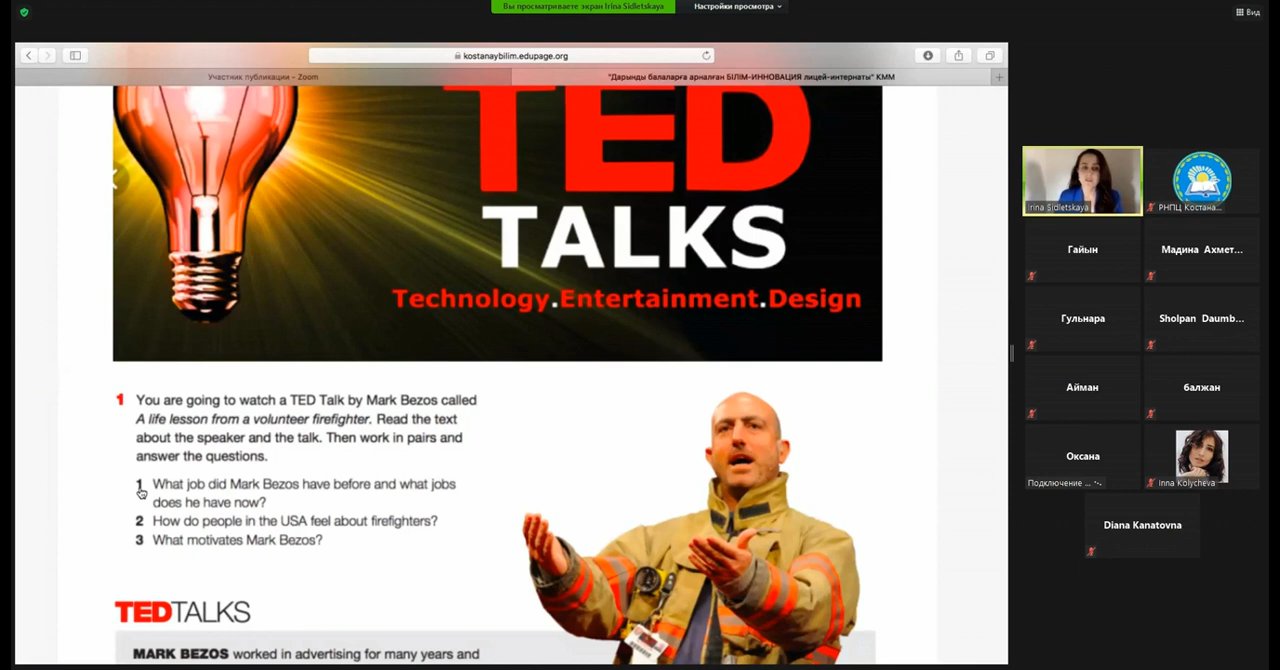 Вы просматриваете экран Irina Sidletskaya
Настройки просмотра
Вид
kostanaybilim.edupage.org
Участник публикации - Zoom
"Дарынды балаларға арналған БІЛІМ-ИННОВАЦИЯ лицей-интернаты" КММ
TED
TALKS
Technology.Entertainment.Design
1 You are going to watch a TED Talk by Mark Bezos called
A life lesson from a volunteer firefighter. Read the text
about the speaker and the talk. Then work in pairs and
answer the questions.
1 What job did Mark Bezos have before and what jobs
does he have now?
2 How do people in the USA feel about firefighters?
3 What motivates Mark Bezos?
TEDTALKS
MARK BEZOS worked in advertising for many years and
Irina Sidletskaya
РНПЦ Костана...
Гайын
Мадина Ахмет...
Гульнара
Sholpan Daumb...
Айман
балжан
Оксана
Подключение ...
Inna Kolycheva
Diana Kanatovna